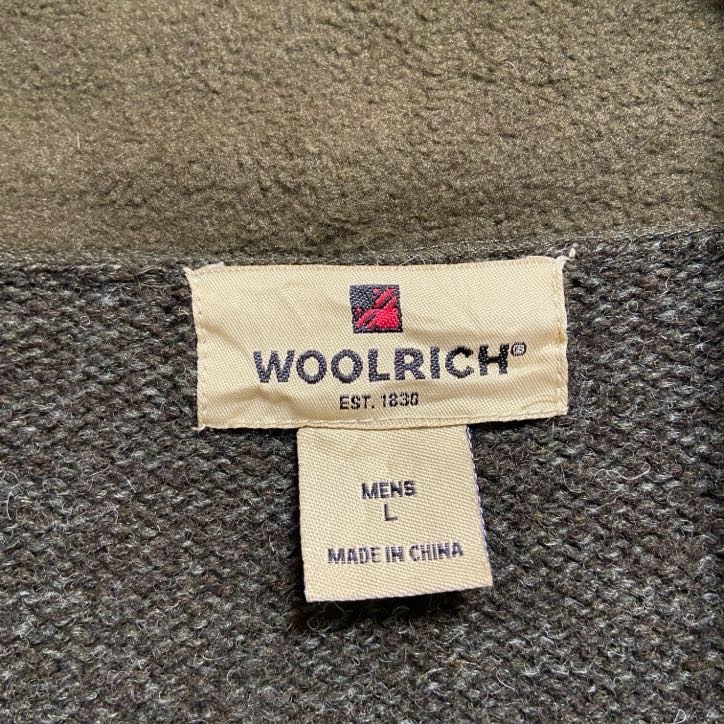 WOOLRICH®
EST. 1830
MENS
L
MADE IN CHINA